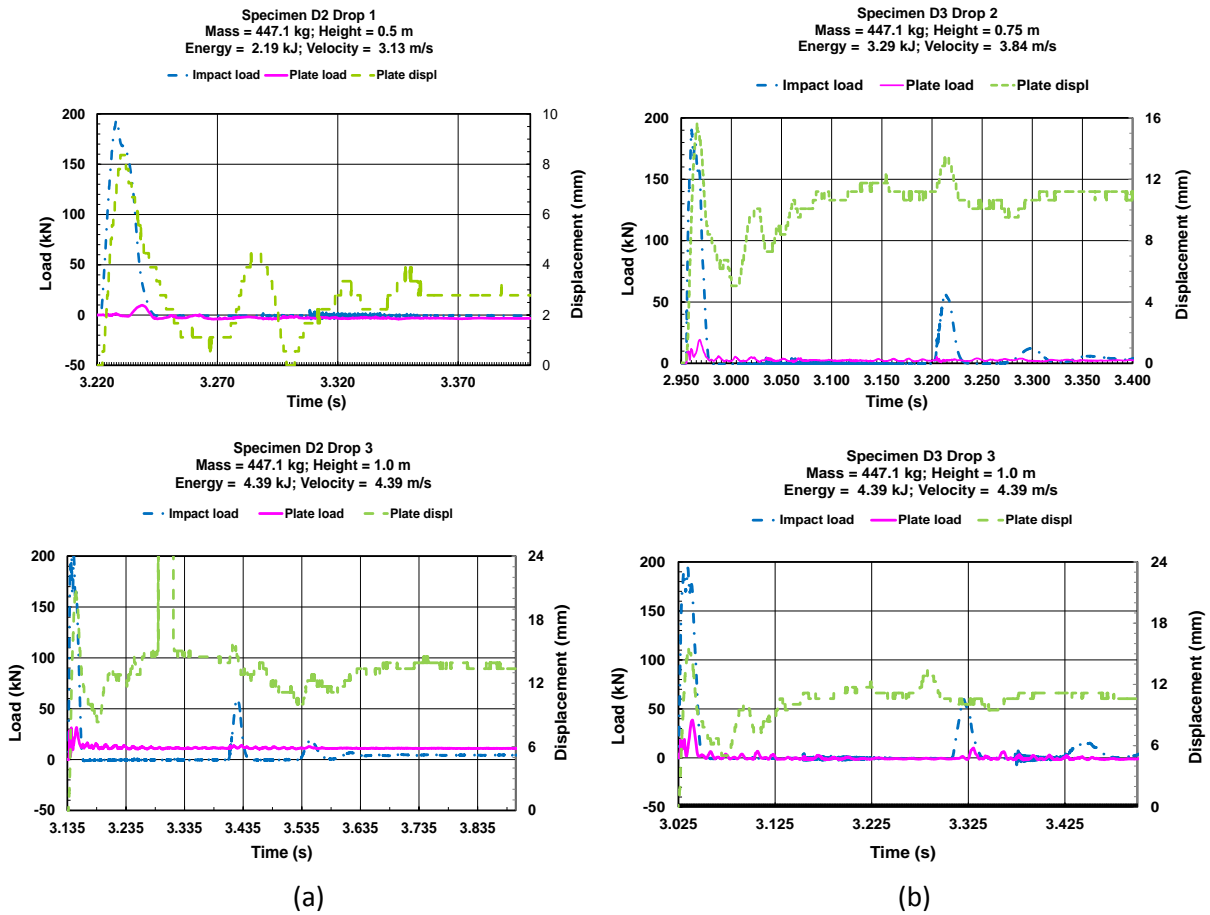 Specimen D2 Drop 1
Mass = 447.1 kg; Height = 0.5 m
Energy = 2.19 kJ; Velocity = 3.13 m/s
Impact load Plate load Plate displ
200
150
100
50
0
-50
Load (kN)
10
8
6
4
2
0
Displacement (mm)
3.220 3.270 3.320 3.370
Time (s)
Specimen D3 Drop 2
Mass = 447.1 kg; Height = 0.75 m
Energy = 3.29 kJ; Velocity = 3.84 m/s
Impact load Plate load Plate displ
200
150
100
50
0
Load (kN)
16
12
8
4
0
Displacement (mm)
2.950 3.000 3.050 3.100 3.150 3.200 3.250 3.300 3.350 3.400
Time (s)
Specimen D2 Drop 3
Mass = 447.1 kg; Height = 1.0 m
Energy = 4.39 kJ; Velocity = 4.39 m/s
Impact load Plate load Plate displ
200
150
100
50
0
-50
Load (kN)
24
18
12
6
0
Displacement (mm)
3.135 3.235 3.335 3.435 3.535 3.635 3.735 3.835
Time (s)
(a)
Specimen D3 Drop 3
Mass = 447.1 kg; Height = 1.0 m
Energy = 4.39 kJ; Velocity = 4.39 m/s
Impact load Plate load Plate displ
200
150
100
50
0
-50
Load (kN)
24
18
12
6
0
Displacement (mm)
3.025 3.125 3.225 3.325 3.425
Time (s)
(b)